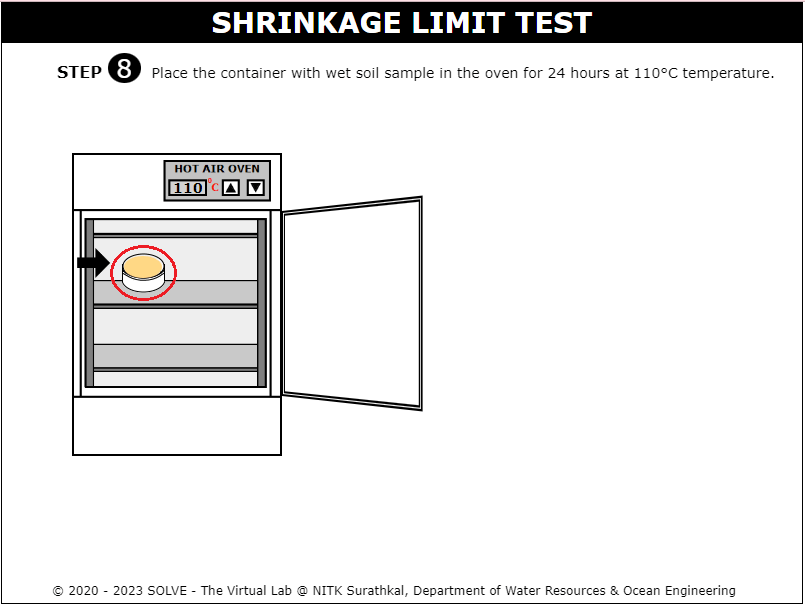 SHRINKAGE LIMIT TEST
STEP 8 Place the container with wet soil sample in the oven for 24 hours at 110°C temperature.
HOT AIR OVEN
110 °C
© 2020 - 2023 SOLVE - The Virtual Lab @ NITK Surathkal, Department of Water Resources & Ocean Engineering